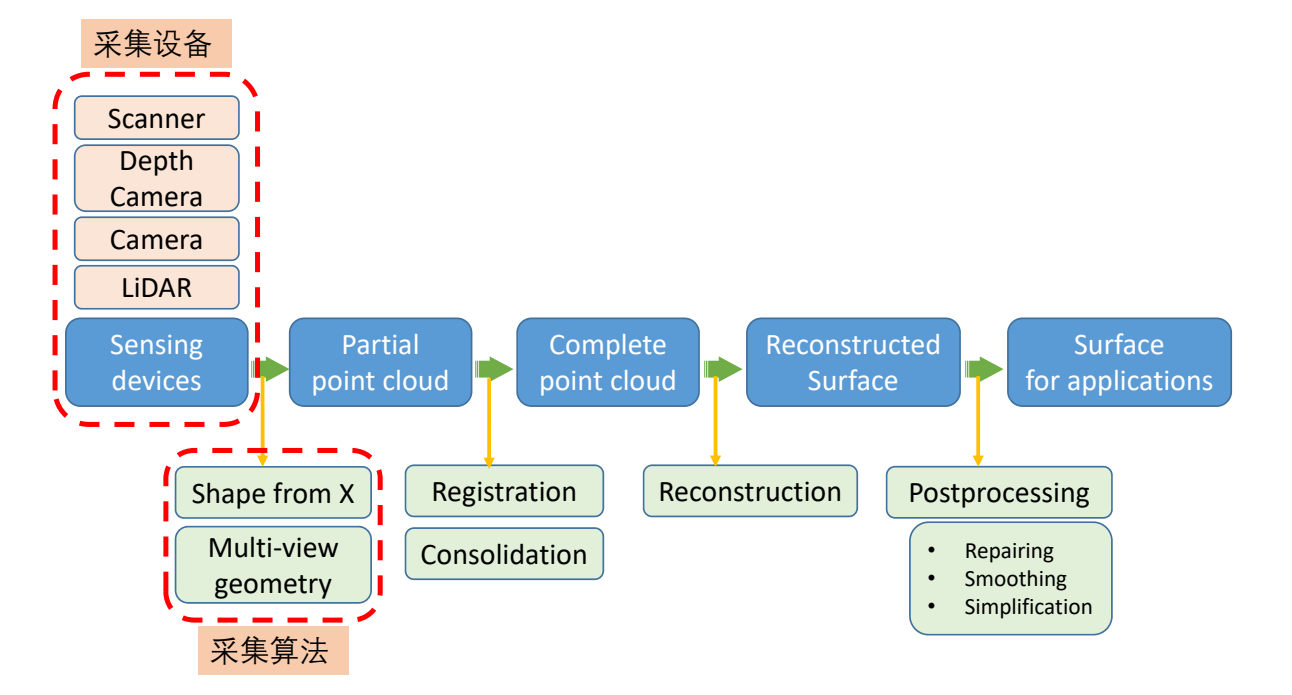 采集设备
Scanner
Depth
Camera
Camera
LiDAR
Sensing
devices
Partial
point cloud
Complete
point cloud
Reconstructed
Surface
Surface
for applications
Shape from X
Multi-view
geometry
采集算法
Registration
Consolidation
Reconstruction
Postprocessing
• Repairing
• Smoothing
• Simplification